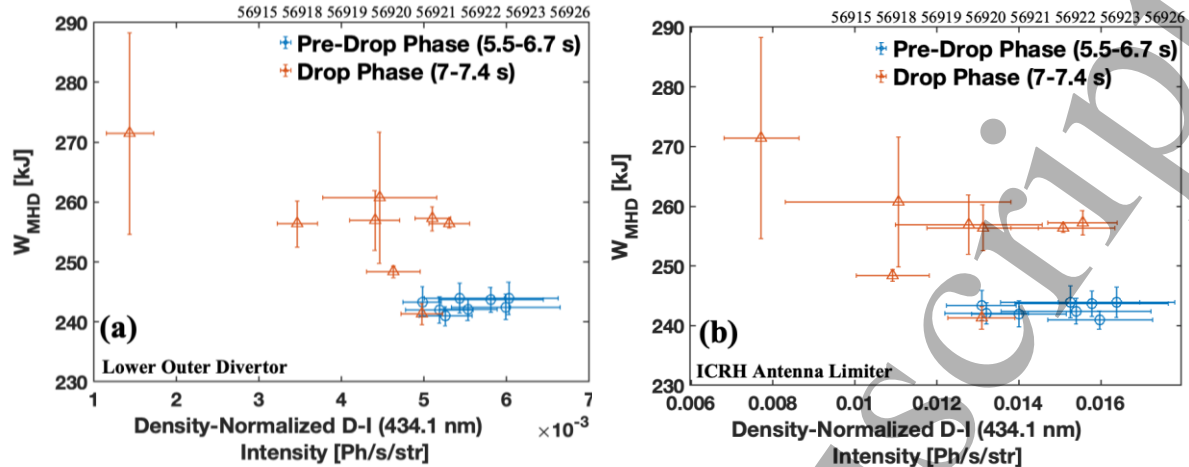 56915 56918 56919 56920 56921 56922 56923 56926
290
280
270
260
250
240
230
W_MHD [kJ]
Pre-Drop Phase (5.5-6.7 s)
Drop Phase (7-7.4 s)
(a)
Lower Outer Divertor
1 2 3 4 5 6 7
×10⁻³
Density-Normalized D-I (434.1 nm)
Intensity [Ph/s/str]
56915 56918 56919 56920 56921 56922 56923 56926
290
280
270
260
250
240
230
W_MHD [kJ]
Pre-Drop Phase (5.5-6.7 s)
Drop Phase (7-7.4 s)
(b)
ICRH Antenna Limiter
0.006 0.008 0.01 0.012 0.014 0.016
Density-Normalized D-I (434.1 nm)
Intensity [Ph/s/str]
script